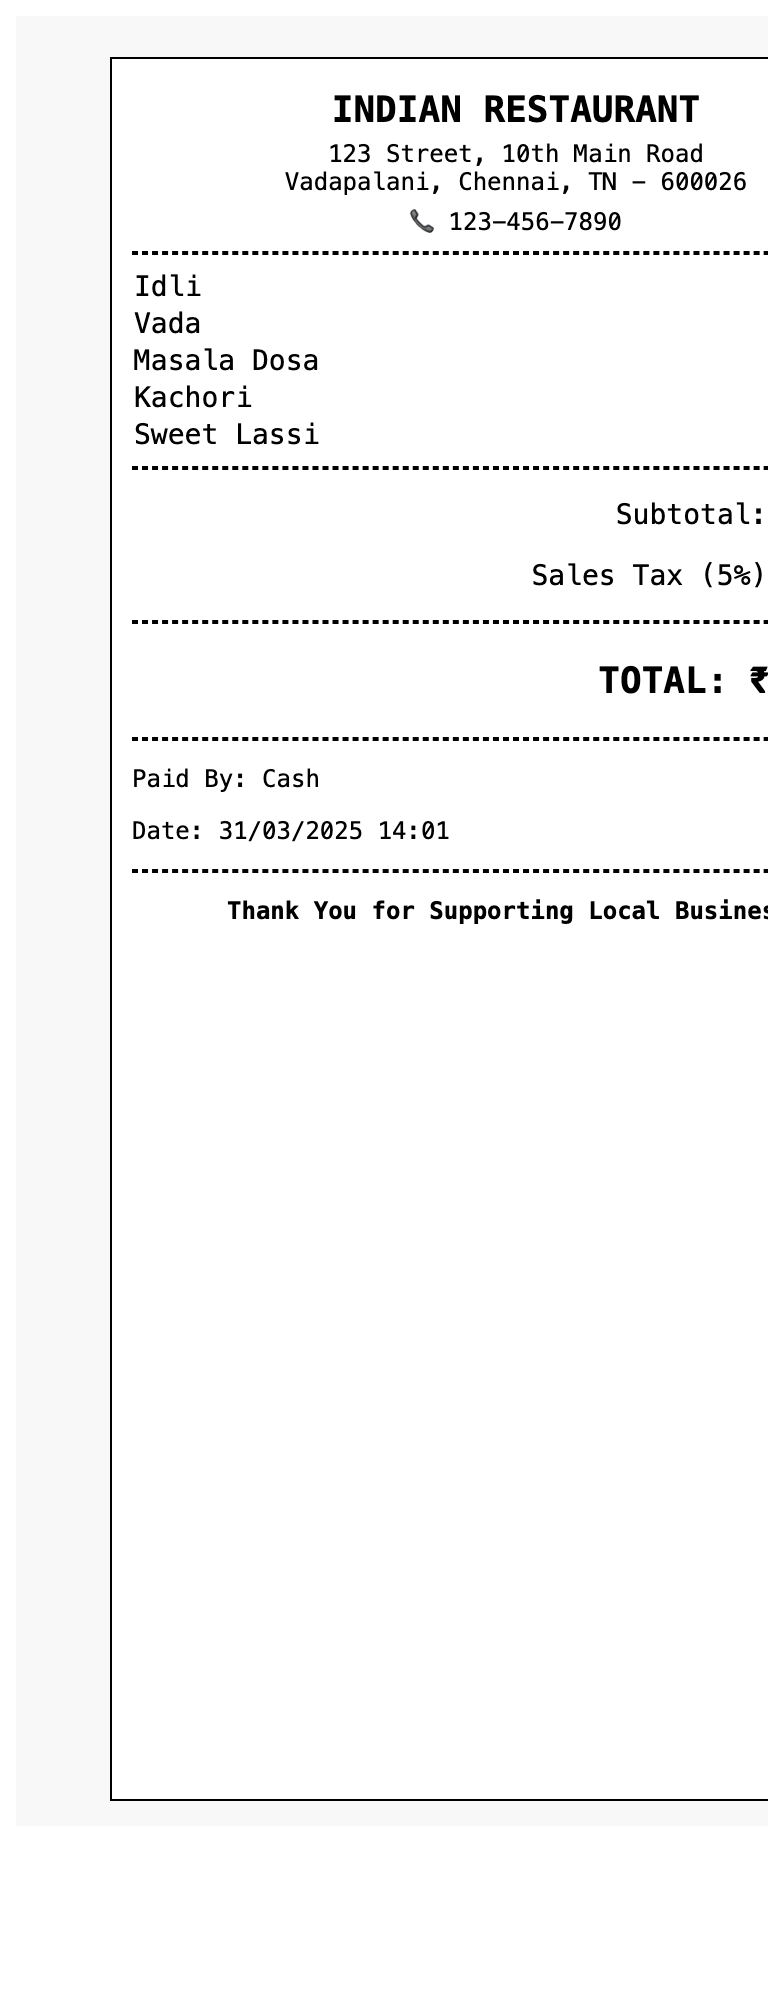 INDIAN RESTAURANT
123 Street, 10th Main Road
Vadapalani, Chennai, TN - 600026
📞 123-456-7890
Idli
Vada
Masala Dosa
Kachori
Sweet Lassi
Subtotal:
Sales Tax (5%)
TOTAL: ₹
Paid By: Cash
Date: 31/03/2025 14:01
Thank You for Supporting Local